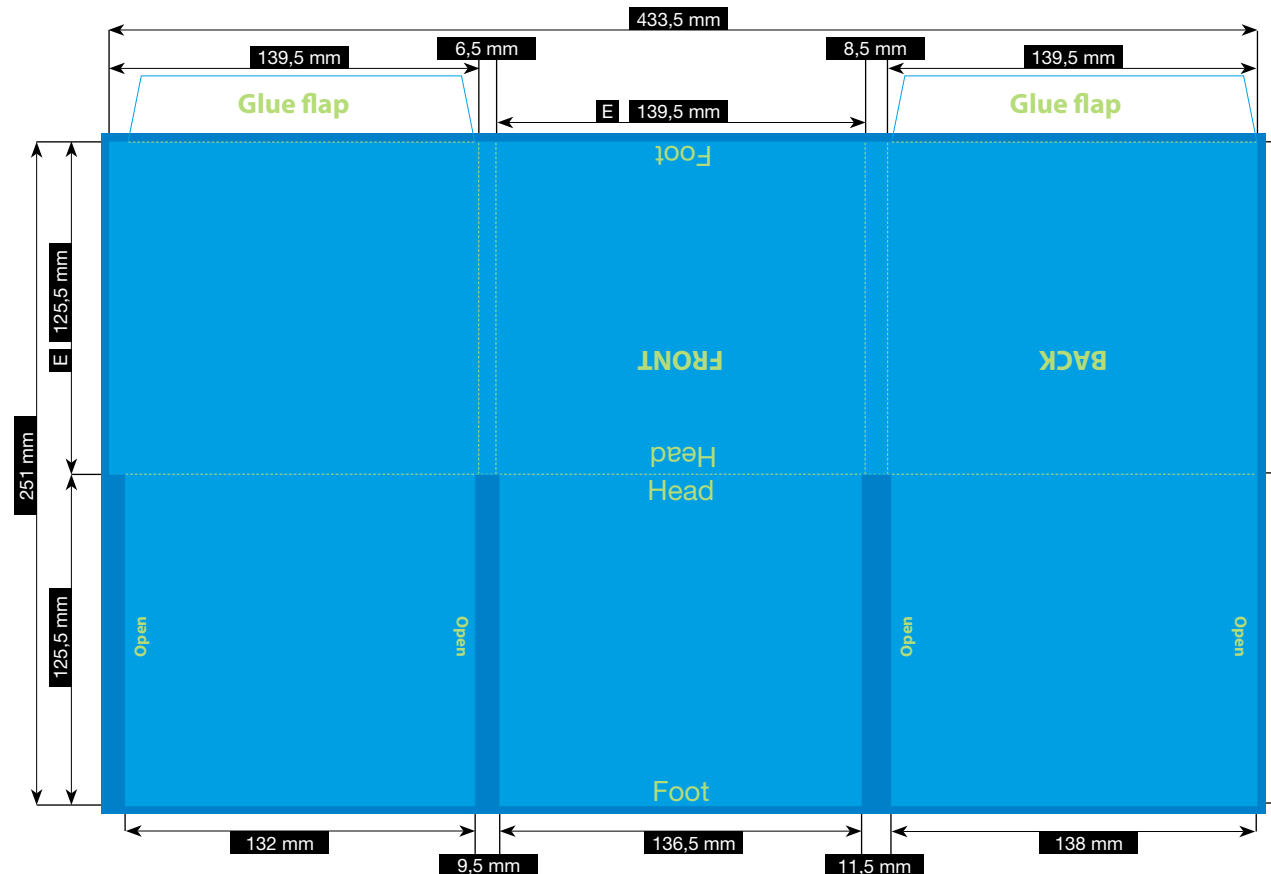 433,5 mm
6,5 mm
8,5 mm
139,5 mm
139,5 mm
Glue flap
Glue flap
E 139,5 mm
Foot
E 125,5 mm
FRONT
BACK
Head
251 mm
Head
125,5 mm
Open
Open
Open
Open
Foot
132 mm
136,5 mm
138 mm
9,5 mm
11,5 mm